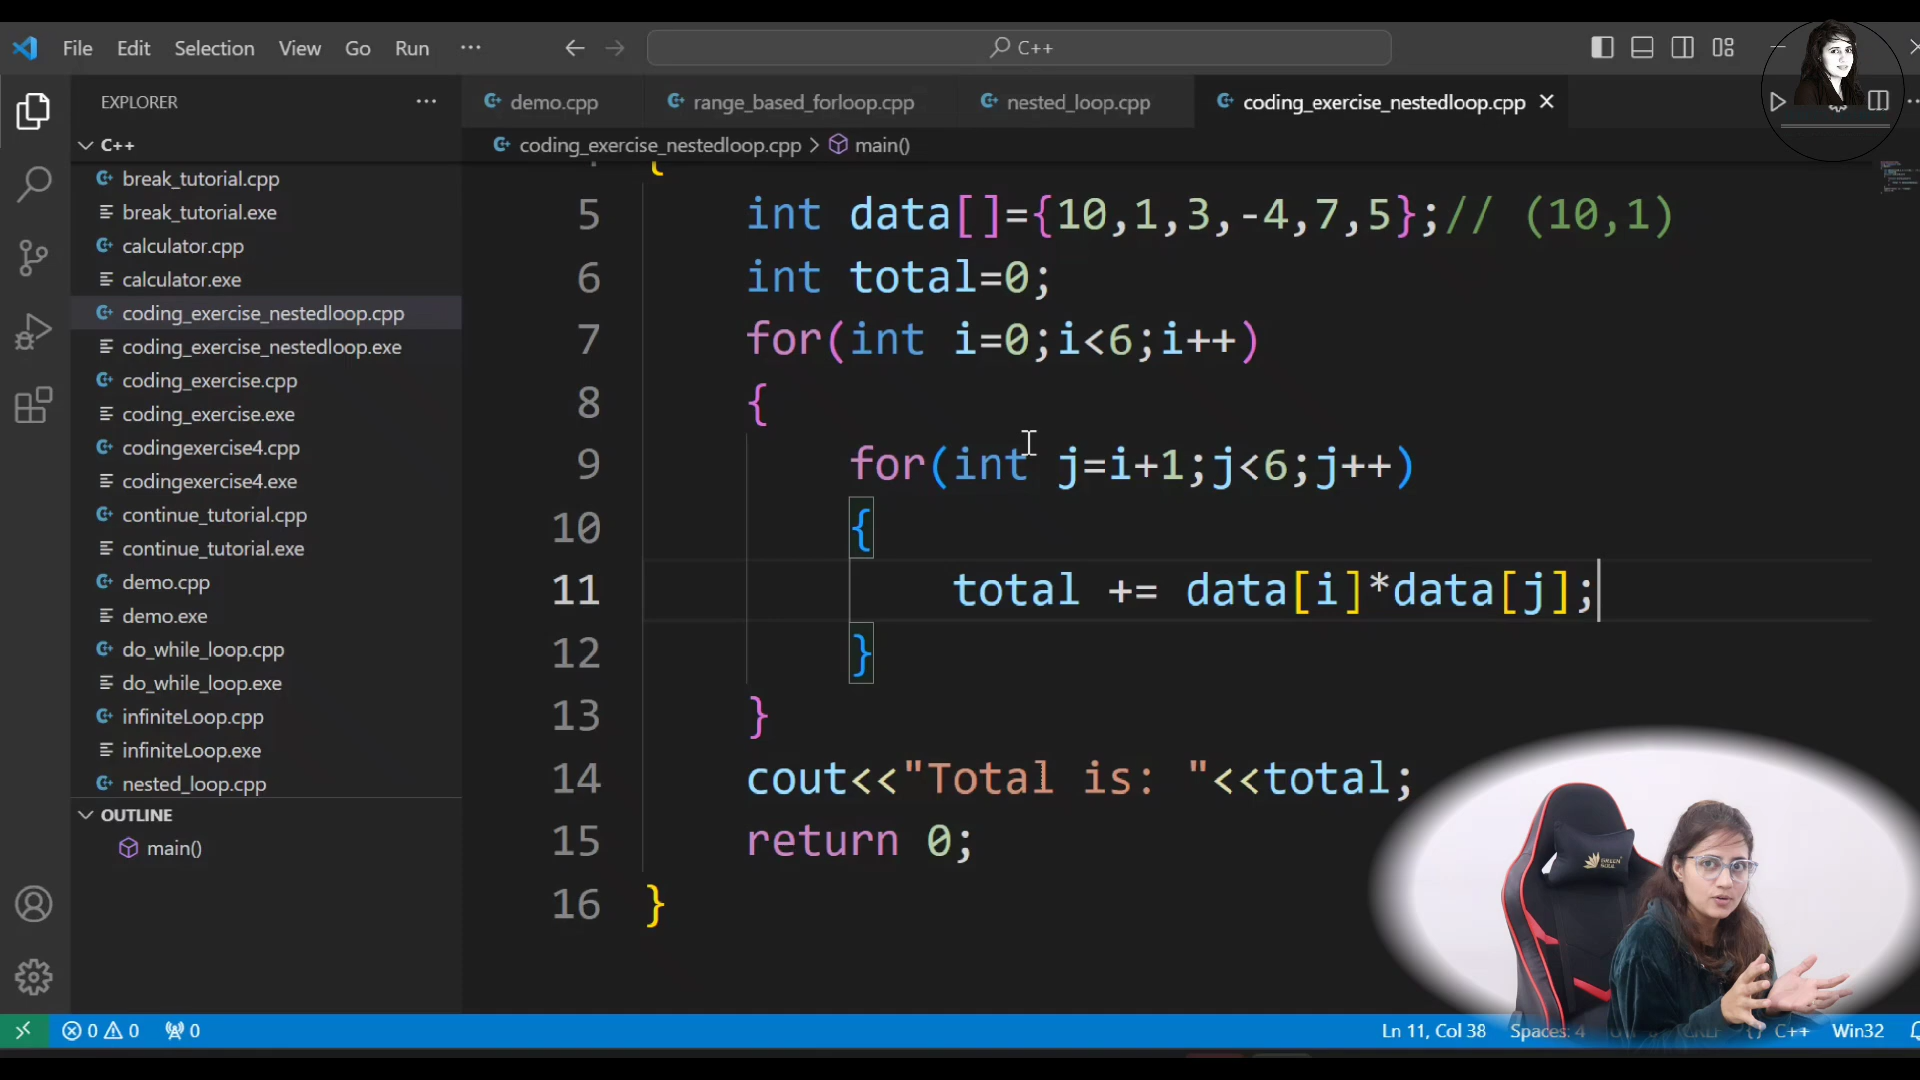 File Edit Selection View Go Run ···
C++
EXPLORER ···
demo.cpp
range_based_forloop.cpp
nested_loop.cpp
coding_exercise_nestedloop.cpp
C++
coding_exercise_nestedloop.cpp > main()
break_tutorial.cpp
break_tutorial.exe
calculator.cpp
calculator.exe
coding_exercise_nestedloop.cpp
coding_exercise_nestedloop.exe
coding_exercise.cpp
coding_exercise.exe
codingexercise4.cpp
codingexercise4.exe
continue_tutorial.cpp
continue_tutorial.exe
demo.cpp
demo.exe
do_while_loop.cpp
do_while_loop.exe
infiniteLoop.cpp
infiniteLoop.exe
nested_loop.cpp
OUTLINE
main()
{
5 int data[]={10,1,3,-4,7,5};// (10,1)
6 int total=0;
7 for(int i=0;i<6;i++)
8 {
9 for(int j=i+1;j<6;j++)
10 {
11 total += data[i]*data[j];
12 }
13 }
14 cout<<"Total is: "<<total;
15 return 0;
16 }
GREEN SOUL
0 0 0
Ln 11, Col 38 Spaces: 4 CRLF {} C++ Win32